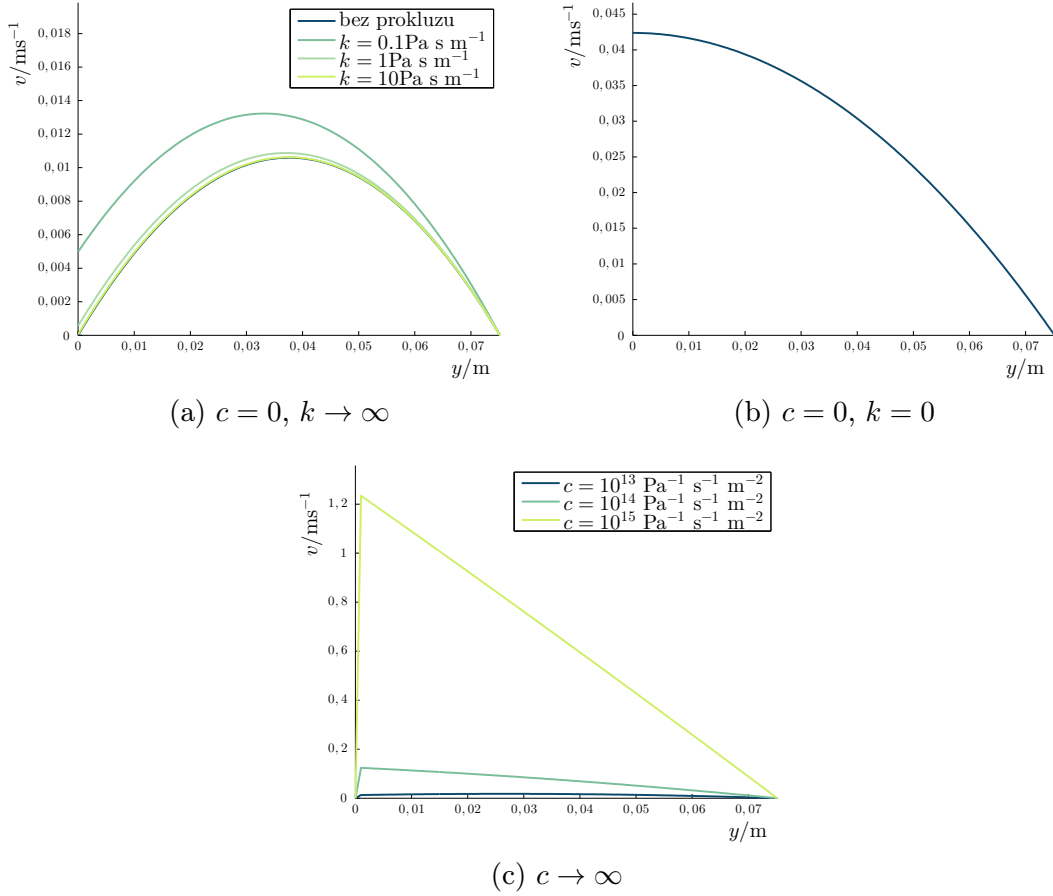 bez prokluzu
k = 0.1Pa s m⁻¹
k = 1Pa s m⁻¹
k = 10Pa s m⁻¹
v/ms⁻¹
0,018
0,016
0,014
0,012
0,01
0,008
0,006
0,004
0,002
0
0 0,01 0,02 0,03 0,04 0,05 0,06 0,07
y/m
(a) c = 0, k → ∞
v/ms⁻¹
0,045
0,04
0,035
0,03
0,025
0,02
0,015
0,01
0,005
0
0 0,01 0,02 0,03 0,04 0,05 0,06 0,07
y/m
(b) c = 0, k = 0
c = 10¹³ Pa⁻¹ s⁻¹ m⁻²
c = 10¹⁴ Pa⁻¹ s⁻¹ m⁻²
c = 10¹⁵ Pa⁻¹ s⁻¹ m⁻²
v/ms⁻¹
1,2
1
0,8
0,6
0,4
0,2
0
0 0,01 0,02 0,03 0,04 0,05 0,06 0,07
y/m
(c) c → ∞